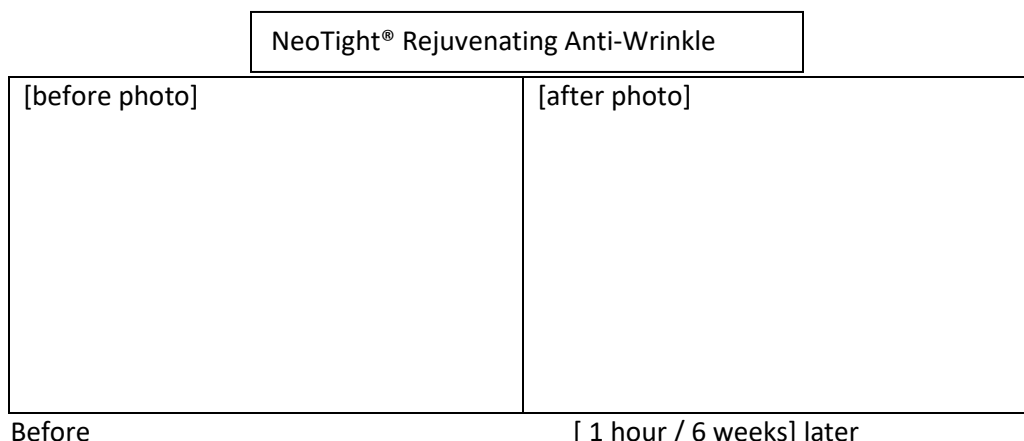 NeoTight® Rejuvenating Anti-Wrinkle
[before photo] [after photo]
Before [ 1 hour / 6 weeks] later